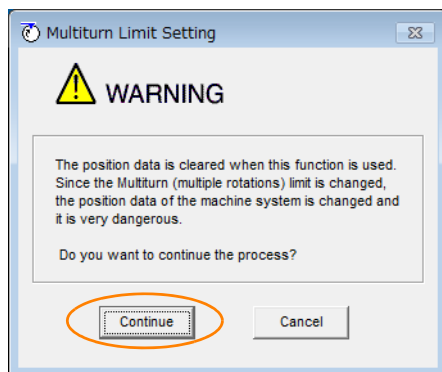 Multiturn Limit Setting
WARNING
The position data is cleared when this function is used.
Since the Multiturn (multiple rotations) limit is changed,
the position data of the machine system is changed and
it is very dangerous.
Do you want to continue the process?
Continue
Cancel